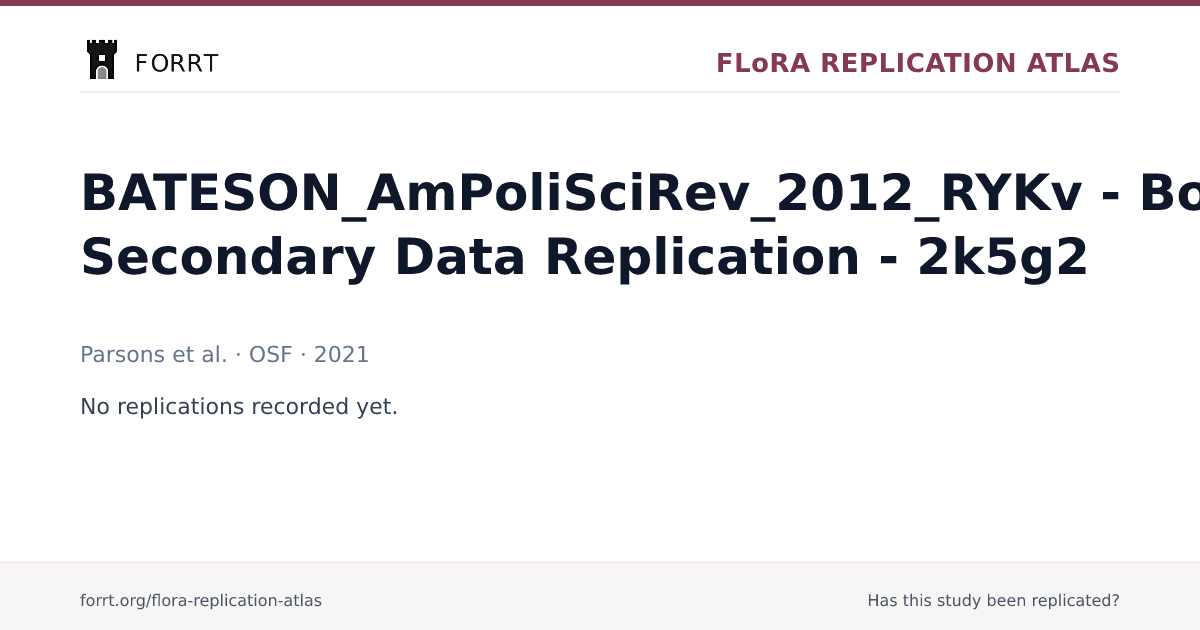 FORRT
FLoRA REPLICATION ATLAS
BATESON_AmPoliSciRev_2012_RYKv - Bo
Secondary Data Replication - 2k5g2
Parsons et al. · OSF · 2021
No replications recorded yet.
forrt.org/flora-replication-atlas
Has this study been replicated?